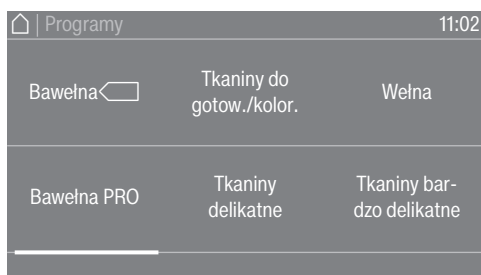 Programy
11:02
Bawełna
Tkaniny do
gotow./kolor.
Wełna
Bawełna PRO
Tkaniny
delikatne
Tkaniny bar-
dzo delikatne